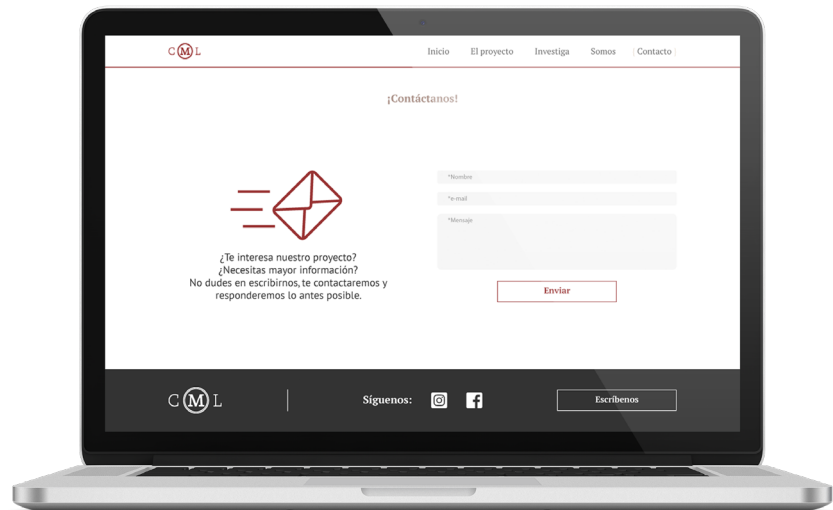 CML
Inicio El proyecto Investiga Somos | Contacto |
¡Contáctanos!
*Nombre
*e-mail
*Mensaje
¿Te interesa nuestro proyecto?
¿Necesitas mayor información?
No dudes en escribirnos, te contactaremos y
responderemos lo antes posible.
Enviar
CML
Síguenos:
Escríbenos